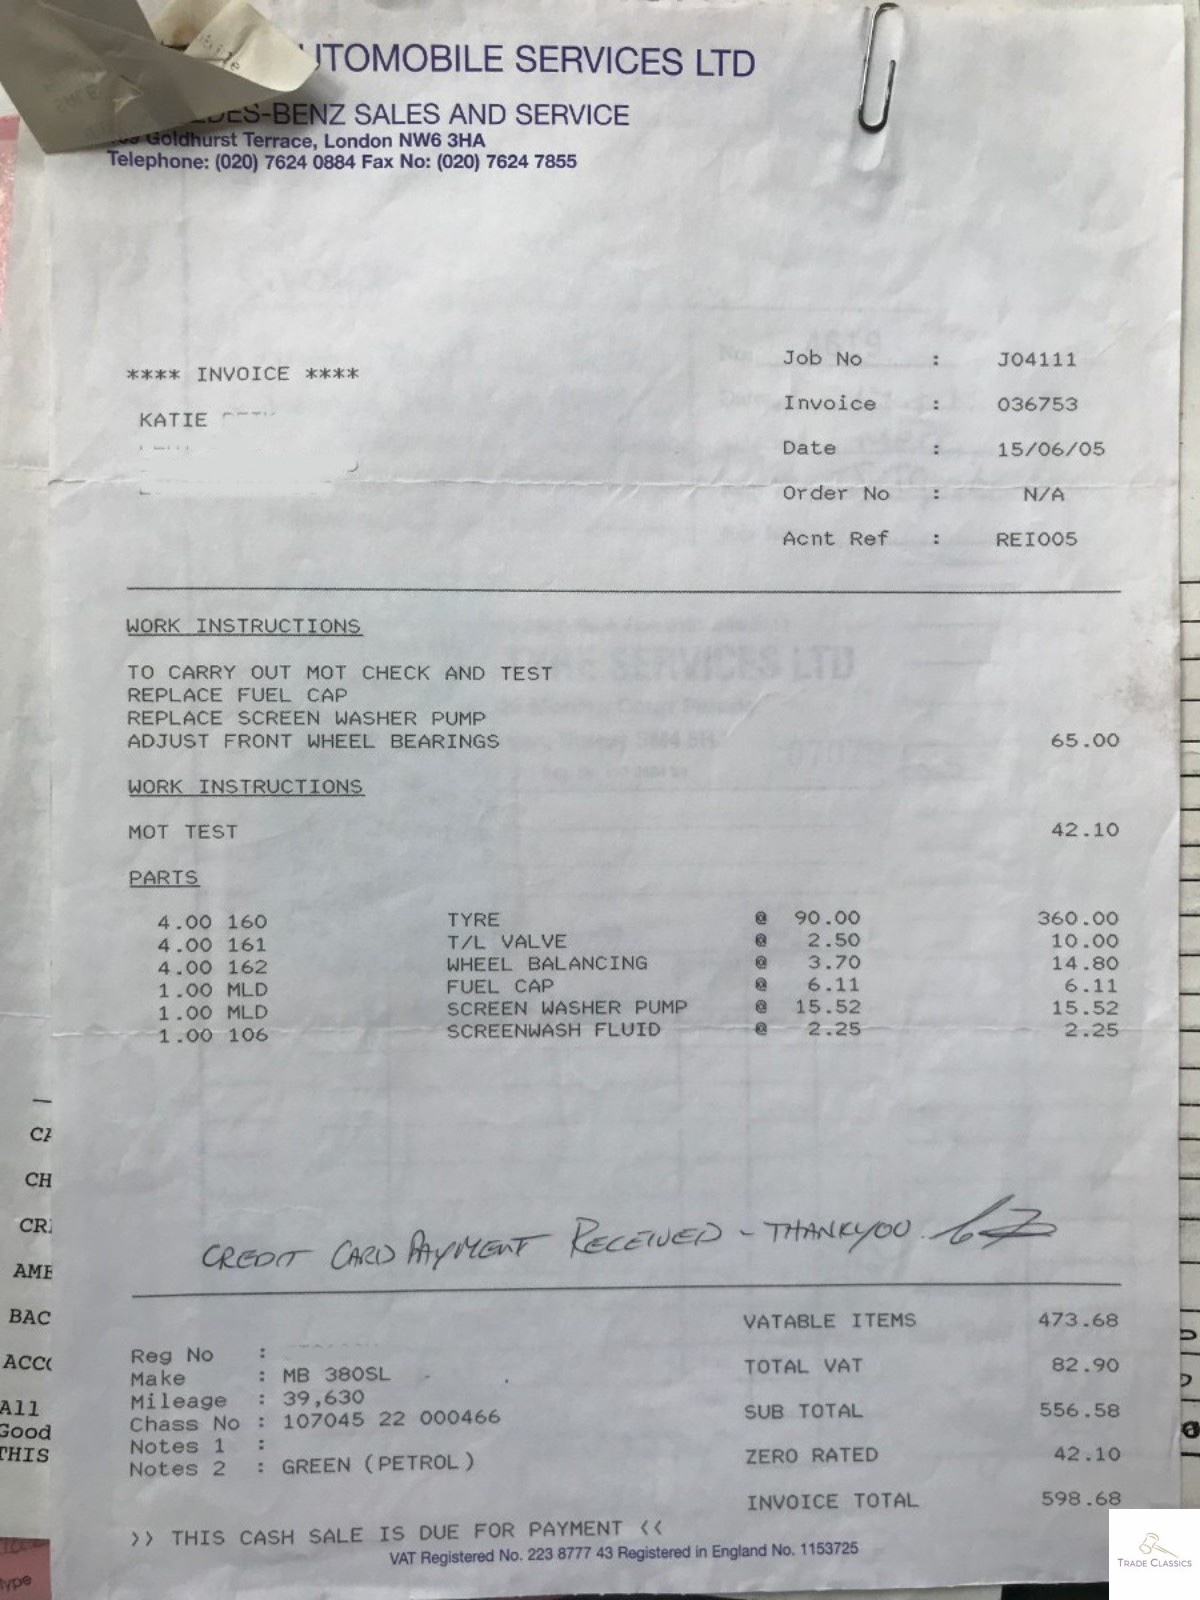 UTOMOBILE SERVICES LTD
DES-BENZ SALES AND SERVICE
Goldhurst Terrace, London NW6 3HA
Telephone: (020) 7624 0884 Fax No: (020) 7624 7855
**** INVOICE ****
KATIE
Job No : J04111
Invoice : 036753
Date : 15/06/05
Order No : N/A
Acnt Ref : REI005
WORK INSTRUCTIONS
TO CARRY OUT MOT CHECK AND TEST
REPLACE FUEL CAP
REPLACE SCREEN WASHER PUMP
ADJUST FRONT WHEEL BEARINGS 65.00
WORK INSTRUCTIONS
MOT TEST 42.10
PARTS
4.00 160 TYRE @ 90.00 360.00
4.00 161 T/L VALVE @ 2.50 10.00
4.00 162 WHEEL BALANCING @ 3.70 14.80
1.00 MLD FUEL CAP @ 6.11 6.11
1.00 MLD SCREEN WASHER PUMP @ 15.52 15.52
1.00 106 SCREENWASH FLUID @ 2.25 2.25
CREDIT CARD PAYMENT RECEIVED - THANKYOU
Reg No :
Make : MB 380SL
Mileage : 39,630
Chass No : 107045 22 000466
Notes 1 :
Notes 2 : GREEN (PETROL)
VATABLE ITEMS 473.68
TOTAL VAT 82.90
SUB TOTAL 556.58
ZERO RATED 42.10
INVOICE TOTAL 598.68
>> THIS CASH SALE IS DUE FOR PAYMENT <<
VAT Registered No. 223 8777 43 Registered in England No. 1153725
CH
AME
BAC
All
Good
THIS
TRADE CLASSICS